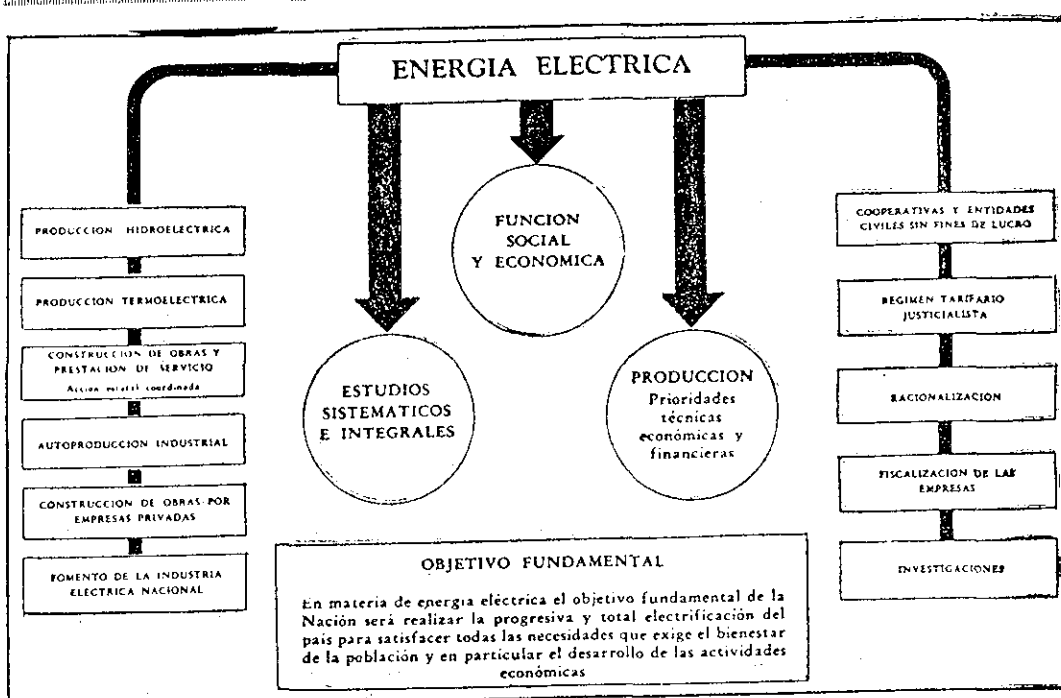 ENERGIA ELECTRICA
FUNCION
SOCIAL
Y ECONOMICA
ESTUDIOS
SISTEMATICOS
E INTEGRALES
PRODUCCION
Prioridades
técnicas
económicas y
financieras
PRODUCCION HIDROELECTRICA
PRODUCCION TERMOELECTRICA
CONSTRUCCION DE OBRAS Y
PRESTACION DE SERVICIO
Acción estatal coordinada
AUTOPRODUCCION INDUSTRIAL
CONSTRUCCION DE OBRAS POR
EMPRESAS PRIVADAS
FOMENTO DE LA INDUSTRIA
ELECTRICA NACIONAL
COOPERATIVAS Y ENTIDADES
CIVILES SIN FINES DE LUCRO
REGIMEN TARIFARIO
JUSTICIALISTA
RACIONALIZACION
FISCALIZACION DE LAS
EMPRESAS
INVESTIGACIONES
OBJETIVO FUNDAMENTAL
En materia de energía eléctrica el objetivo fundamental de la
Nación será realizar la progresiva y total electrificación del
país para satisfacer todas las necesidades que exige el bienestar
de la población y en particular el desarrollo de las actividades
económicas